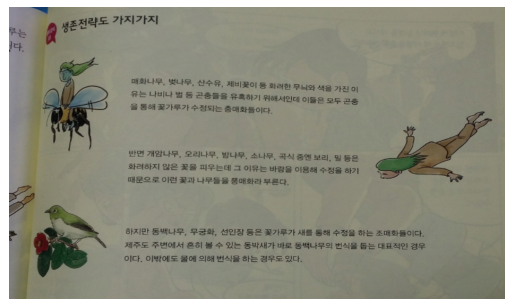 무는
다.
생존전략도 가지가지
매화나무, 벚나무, 산수유, 제비꽃이 동 화려한 무늬와 색을 가진 이
유는 나비나 벌 등 곤충들을 유혹하기 위해서인데 이들은 모두 곤충
을 통해 꽃가루가 수정되는 충매화들이다.
반면 개암나무, 오리나무, 밤나무, 소나무, 곡식 중엔 보리, 밀 등은
화려하지 않은 꽃을 피우는데 그 이유는 바람을 이용해 수정을 하기
때문으로 이런 꽃과 나무들을 풍매화라 부른다.
하지만 동백나무, 무궁화, 선인장 등은 꽃가루가 새를 통해 수정을 하는 조매화들이다.
제주도 주변에서 흔히 볼 수 있는 동박새가 바로 동백나무의 번식을 돕는 대표적인 경우
이다. 이밖에도 물에 의해 번식을 하는 경우도 있다.